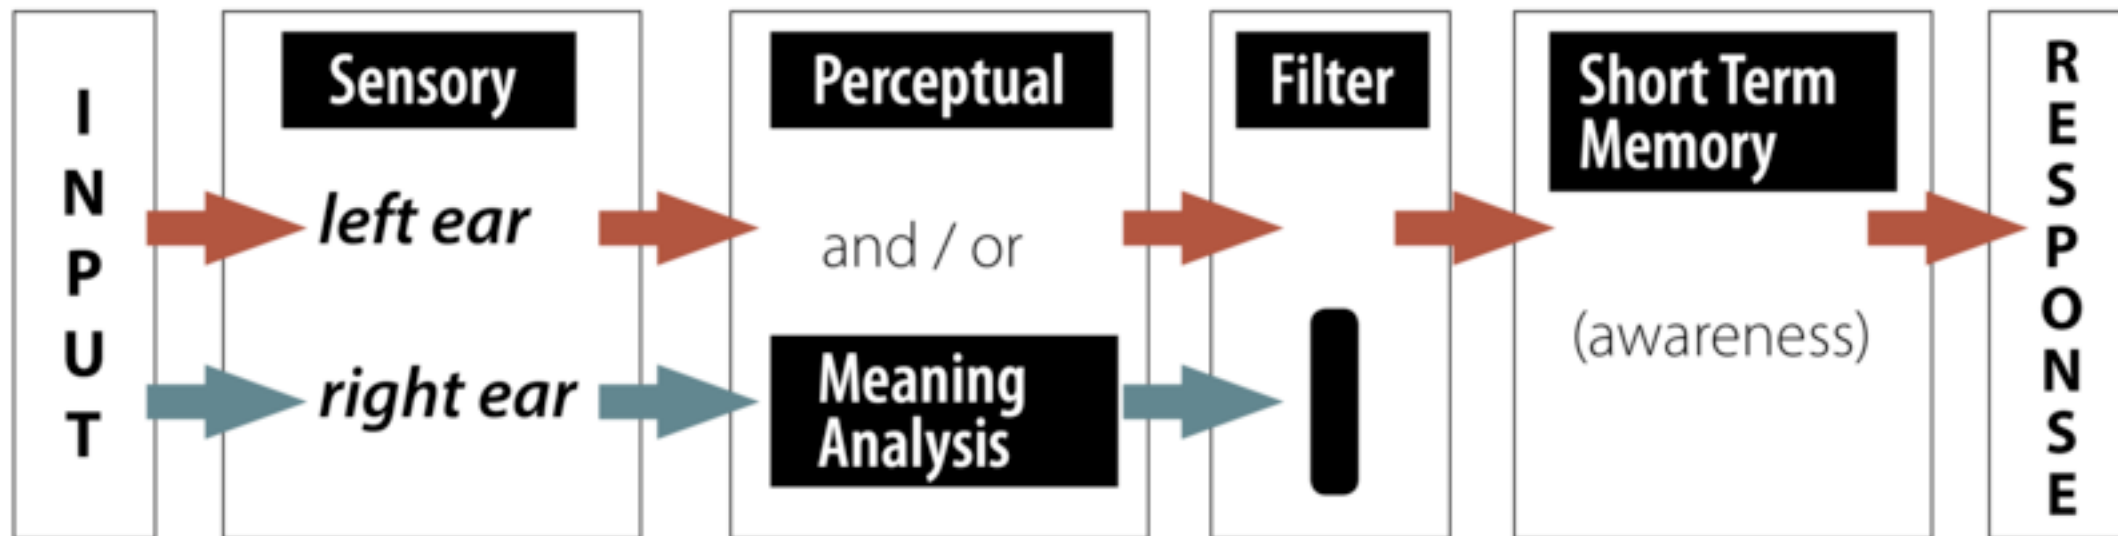 INPUT
Sensory
left ear
right ear
Perceptual
and / or
Meaning
Analysis
Filter
Short Term
Memory
(awareness)
RESPONSE